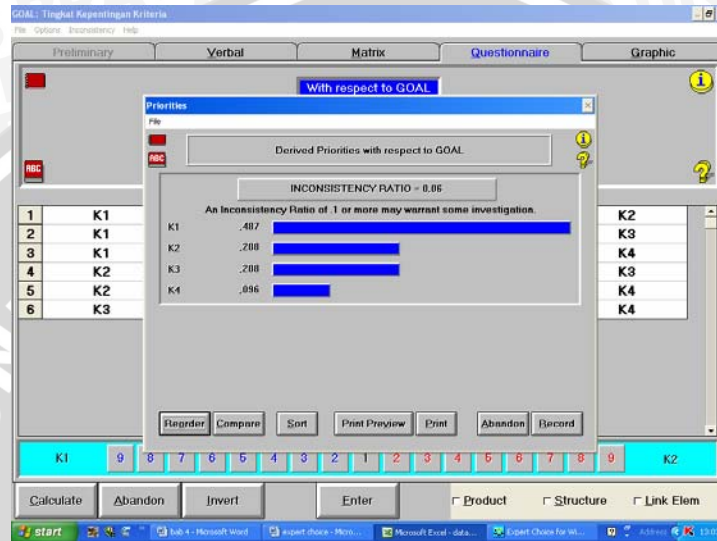 GOAL: Tingkat Kepentingan Kriteria
File Options Inconsistency Help
Preliminary Verbal Matrix Questionnaire Graphic
With respect to GOAL
Priorities
File
Derived Priorities with respect to GOAL
ABC
ABC
INCONSISTENCY RATIO = 0.06
An Inconsistency Ratio of .1 or more may warrant some investigation.
K1 .487
K2 .208
K3 .208
K4 .096
1 K1 K2
2 K1 K3
3 K1 K4
4 K2 K3
5 K2 K4
6 K3 K4
Reorder Compare Sort Print Preview Print Abandon Record
K1 9 8 7 6 5 4 3 2 1 2 3 4 5 6 7 8 9 K2
Calculate Abandon Invert Enter Product Structure Link Elem
start bab 4 - Microsoft Word expert choice - Micro... Microsoft Excel - data... Expert Choice for Wi... Address